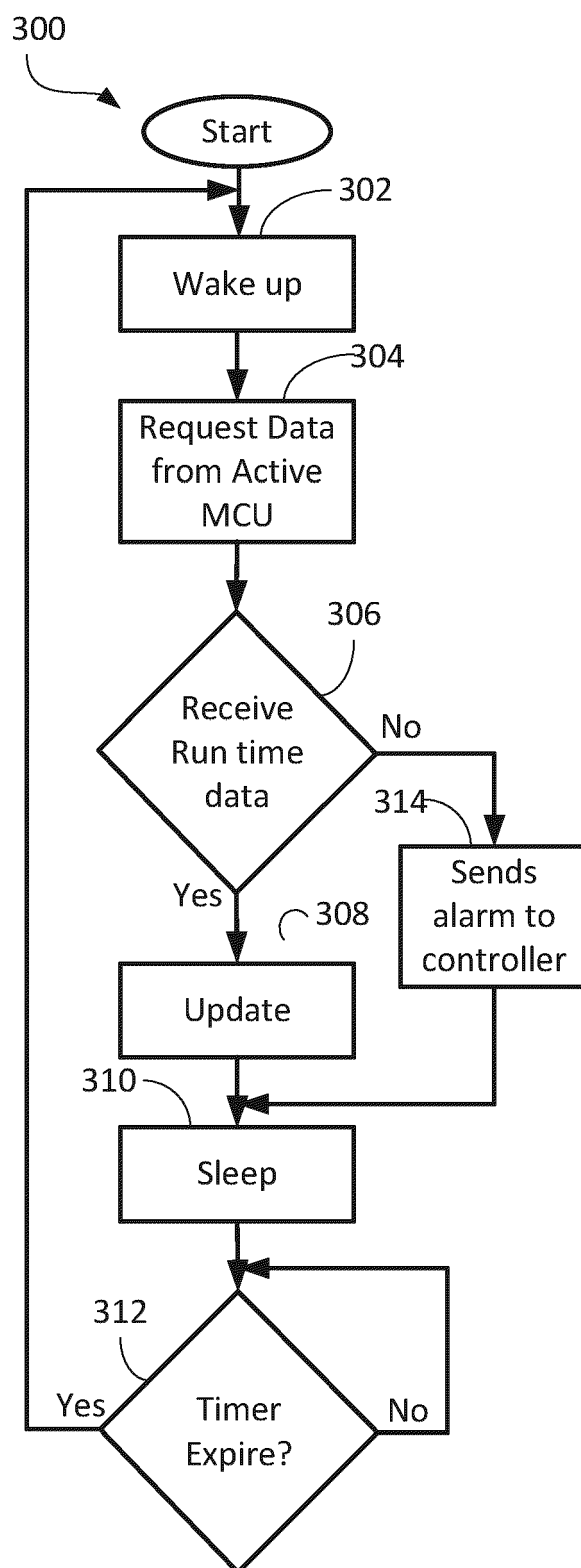 300
Start
302
Wake up
304
Request Data
from Active
MCU
306
Receive
Run time
data
No
314
Sends
alarm to
controller
Yes
308
Update
310
Sleep
312
Yes
Timer
Expire?
No